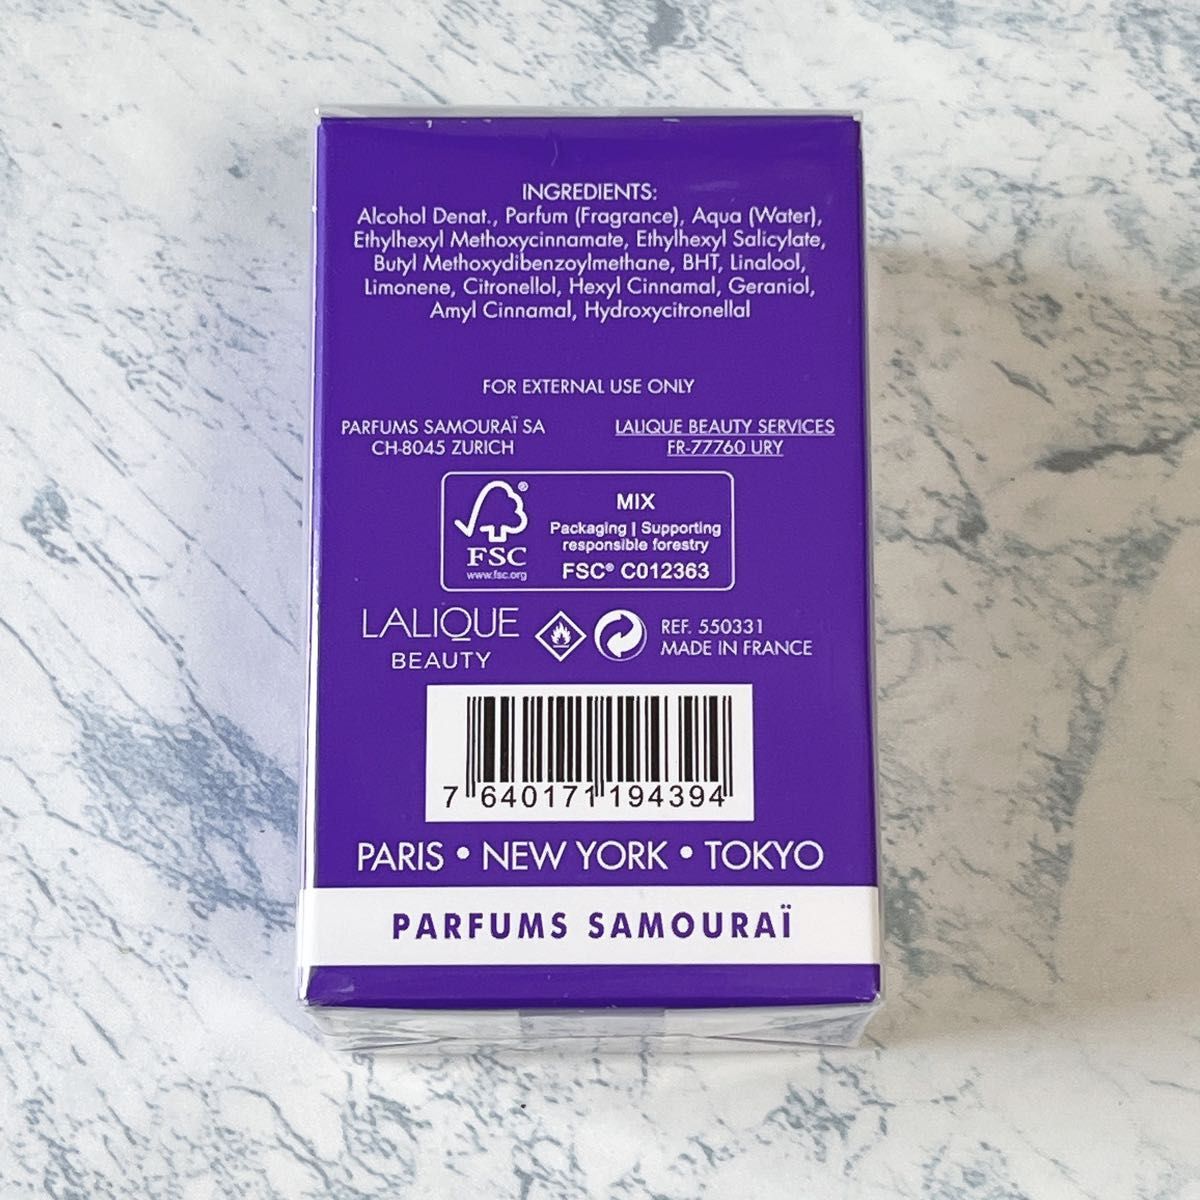 INGREDIENTS:
Alcohol Denat., Parfum (Fragrance), Aqua (Water),
Ethylhexyl Methoxycinnamate, Ethylhexyl Salicylate,
Butyl Methoxydibenzoylmethane, BHT, Linalool,
Limonene, Citronellol, Hexyl Cinnamal, Geraniol,
Amyl Cinnamal, Hydroxycitronellal
FOR EXTERNAL USE ONLY
PARFUMS SAMOURAÏ SA
CH-8045 ZURICH
LALIQUE BEAUTY SERVICES
FR-77760 URY
FSC
www.fsc.org
MIX
Packaging | Supporting
responsible forestry
FSC® C012363
LALIQUE
BEAUTY
REF. 550331
MADE IN FRANCE
7 640171 194394
PARIS • NEW YORK • TOKYO
PARFUMS SAMOURAÏ